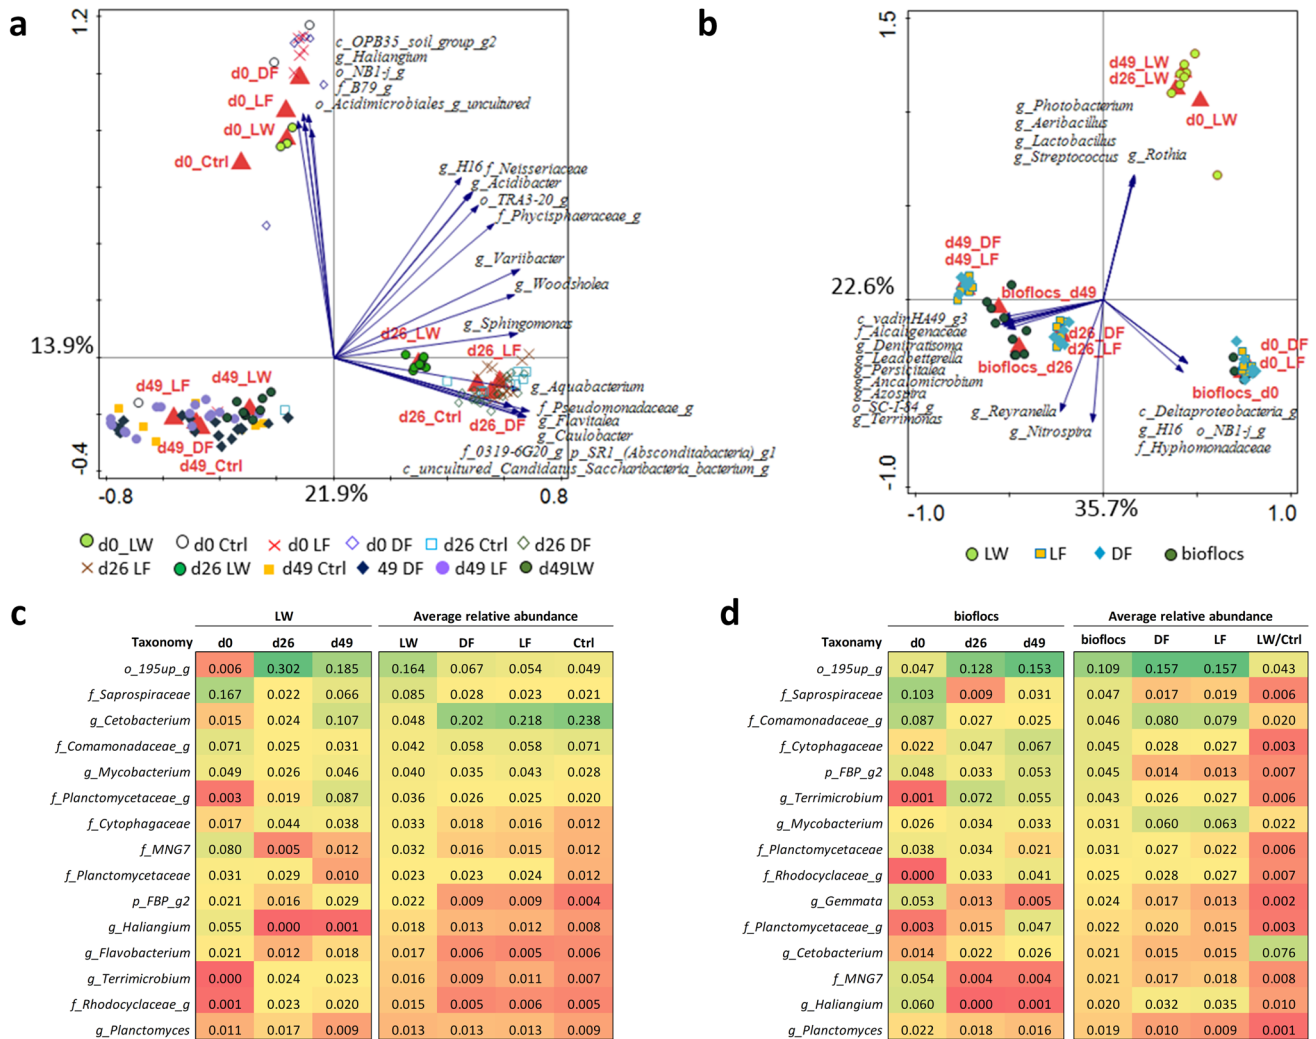 a
1.2
c_OPB35_soil_group_g2
g_Haliangium
o_NB1-j_g
f_B79_g
o_Acidimicrobiales_g_uncultured
d0_DF
d0_LF
d0_LW
d0_Ctrl
g_H16 f_Neisseriaceae
g_Acidibacter
o_TRA3-20_g
f_Phycisphaeraceae_g
g_Variibacter
g_Woodsholea
g_Sphingomonas
d26_LW
13.9%
d26_LF
d49_LF
d49_LW
g_Aquabacterium
d26_Ctrl
d26_DF
f_Pseudomonadaceae_g
g_Flavitalea
g_Caulobacter
d49_DF
d49_Ctrl
f_0319-6G20_g p_SR1_(Absconditabacteria)_g1
c_uncultured_Candidatus_Saccharibacteria_bacterium_g
-0.4
-0.8
21.9%
0.8
d0_LW
d0 Ctrl
d0 LF
d0 DF
d26 Ctrl
d26 DF
d26 LF
d26 LW
d49 Ctrl
49 DF
d49 LF
d49LW
b
1.5
d49_LW
d26_LW
d0_LW
g_Photobacterium
g_Aeribacillus
g_Lactobacillus
g_Streptococcus
g_Rothia
d49_DF
d49_LF
22.6%
bioflocs_d49
c_vadinHA49_g3
f_Alcaligenaceae
g_Denitratisoma
g_Leadbetterella
g_Persicitalea
g_Ancalomicrobium
g_Azospira
o_SC-I-84_g
g_Terrimonas
d26_DF
d26_LF
bioflocs_d26
d0_DF
d0_LF
bioflocs_d0
g_Reyranella
g_Nitrospira
c_Deltaproteobacteria_g
g_H16 o_NB1-j_g
f_Hyphomonadaceae
-1.0
-1.0
35.7%
1.0
LW
LF
DF
bioflocs
c
LW
Average relative abundance
Taxonomy d0 d26 d49 LW DF LF Ctrl
o_195up_g 0.006 0.302 0.185 0.164 0.067 0.054 0.049
f_Saprospiraceae 0.167 0.022 0.066 0.085 0.028 0.023 0.021
g_Cetobacterium 0.015 0.024 0.107 0.048 0.202 0.218 0.238
f_Comamonadaceae_g 0.071 0.025 0.031 0.042 0.058 0.058 0.071
g_Mycobacterium 0.049 0.026 0.046 0.040 0.035 0.043 0.028
f_Planctomycetaceae_g 0.003 0.019 0.087 0.036 0.026 0.025 0.020
f_Cytophagaceae 0.017 0.044 0.038 0.033 0.018 0.016 0.012
f_MNG7 0.080 0.005 0.012 0.032 0.016 0.015 0.012
f_Planctomycetaceae 0.031 0.029 0.010 0.023 0.023 0.024 0.012
p_FBP_g2 0.021 0.016 0.029 0.022 0.009 0.009 0.004
g_Haliangium 0.055 0.000 0.001 0.018 0.013 0.012 0.008
g_Flavobacterium 0.021 0.012 0.018 0.017 0.006 0.005 0.006
g_Terrimicrobium 0.000 0.024 0.023 0.016 0.009 0.011 0.007
f_Rhodocyclaceae_g 0.001 0.023 0.020 0.015 0.005 0.006 0.005
g_Planctomyces 0.011 0.017 0.009 0.013 0.013 0.013 0.009
d
bioflocs
Average relative abundance
Taxonomy d0 d26 d49 bioflocs DF LF LW/Ctrl
o_195up_g 0.047 0.128 0.153 0.109 0.157 0.157 0.043
f_Saprospiraceae 0.103 0.009 0.031 0.047 0.017 0.019 0.006
f_Comamonadaceae_g 0.087 0.027 0.025 0.046 0.080 0.079 0.020
f_Cytophagaceae 0.022 0.047 0.067 0.045 0.028 0.027 0.003
p_FBP_g2 0.048 0.033 0.053 0.045 0.014 0.013 0.007
g_Terrimicrobium 0.001 0.072 0.055 0.043 0.026 0.027 0.006
g_Mycobacterium 0.026 0.034 0.033 0.031 0.060 0.063 0.022
f_Planctomycetaceae 0.038 0.034 0.021 0.031 0.027 0.022 0.006
f_Rhodocyclaceae_g 0.000 0.033 0.041 0.025 0.028 0.027 0.007
g_Gemmata 0.053 0.013 0.005 0.024 0.017 0.013 0.002
f_Planctomycetaceae_g 0.003 0.015 0.047 0.022 0.020 0.015 0.003
g_Cetobacterium 0.014 0.022 0.026 0.021 0.015 0.015 0.076
f_MNG7 0.054 0.004 0.004 0.021 0.017 0.018 0.008
g_Haliangium 0.060 0.000 0.001 0.020 0.032 0.035 0.010
g_Planctomyces 0.022 0.018 0.016 0.019 0.010 0.009 0.001